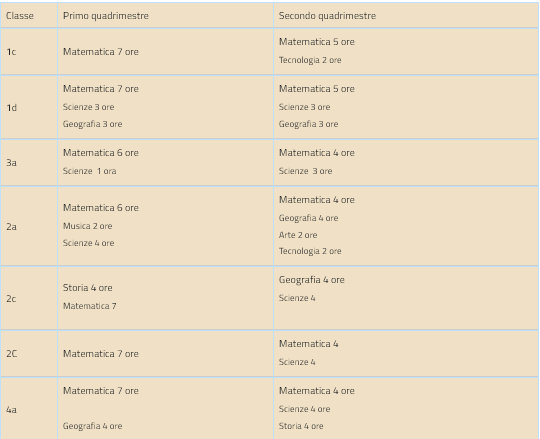 Classe Primo quadrimestre Secondo quadrimestre
1c Matematica 7 ore Matematica 5 ore
Tecnologia 2 ore
1d Matematica 7 ore Matematica 5 ore
Scienze 3 ore Scienze 3 ore
Geografia 3 ore Geografia 3 ore
3a Matematica 6 ore Matematica 4 ore
Scienze 1 ora Scienze 3 ore
2a Matematica 6 ore Matematica 4 ore
Musica 2 ore Geografia 4 ore
Scienze 4 ore Arte 2 ore
Tecnologia 2 ore
2c Storia 4 ore Geografia 4 ore
Matematica 7 Scienze 4
2C Matematica 7 ore Matematica 4
Scienze 4
4a Matematica 7 ore Matematica 4 ore
Scienze 4 ore
Geografia 4 ore Storia 4 ore